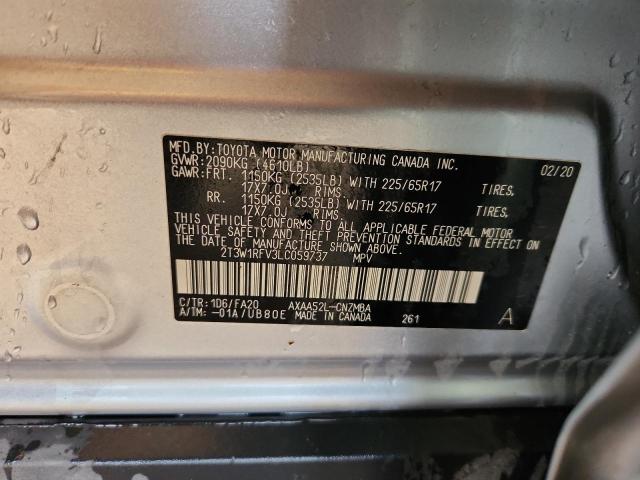 MFD.BY:TOYOTA MOTOR MANUFACTURING CANADA INC.
GVWR: 2090KG (4610LB) 02/20
GAWR: FRT. 1150KG (2535LB) WITH 225/65R17 TIRES.
17X7.0J RIMS.
RR. 1150KG (2535LB) WITH 225/65R17 TIRES.
17X7.0J RIMS.
THIS VEHICLE CONFORMS TO ALL APPLICABLE FEDERAL MOTOR
VEHICLE SAFETY AND THEFT PREVENTION STANDARDS IN EFFECT ON
THE DATE OF MANUFACTURE SHOWN ABOVE.
2T3W1RFV3LC059737 MPV
C/TR: 1D6/FA20 AXAA52L-CNZMBA
A/TM: -01A/UB80E MADE IN CANADA 261 A